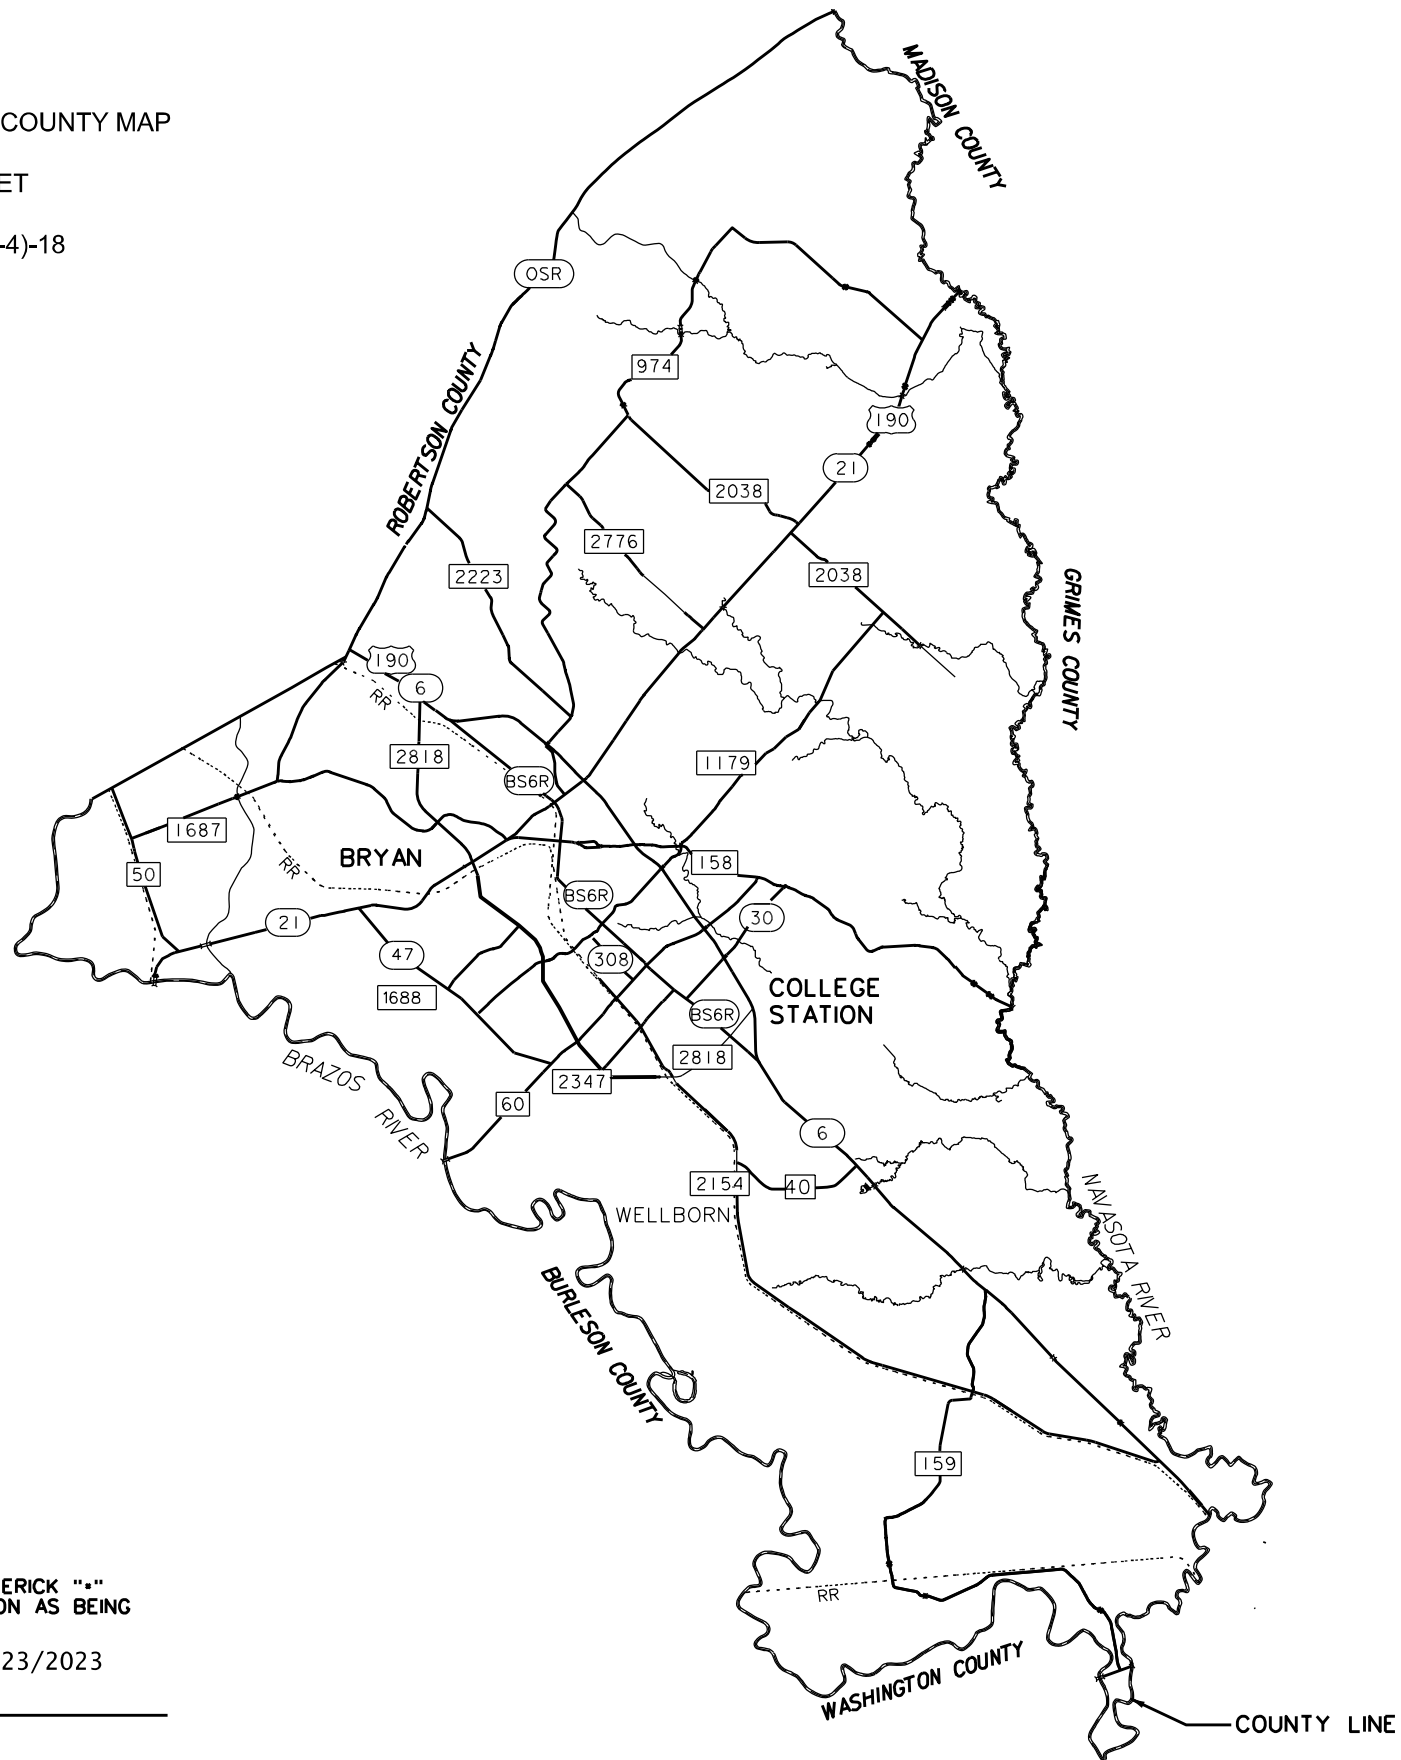 COUNTY MAP
ET
-4)-18
MADISON COUNTY
OSR
ROBERTSON COUNTY
974
190
21
2038
2776
2038
2223
GRIMES COUNTY
190
6
RR
2818
1179
BS6R
1687
BRYAN
158
50
RR
BS6R
30
21
47
308
1688
COLLEGE
STATION
BS6R
2818
BRAZOS
RIVER
2347
60
6
2154
40
WELLBORN
NAVASOTA RIVER
BURLESON COUNTY
159
ERICK "*"
ON AS BEING
RR
23/2023
WASHINGTON COUNTY
COUNTY LINE